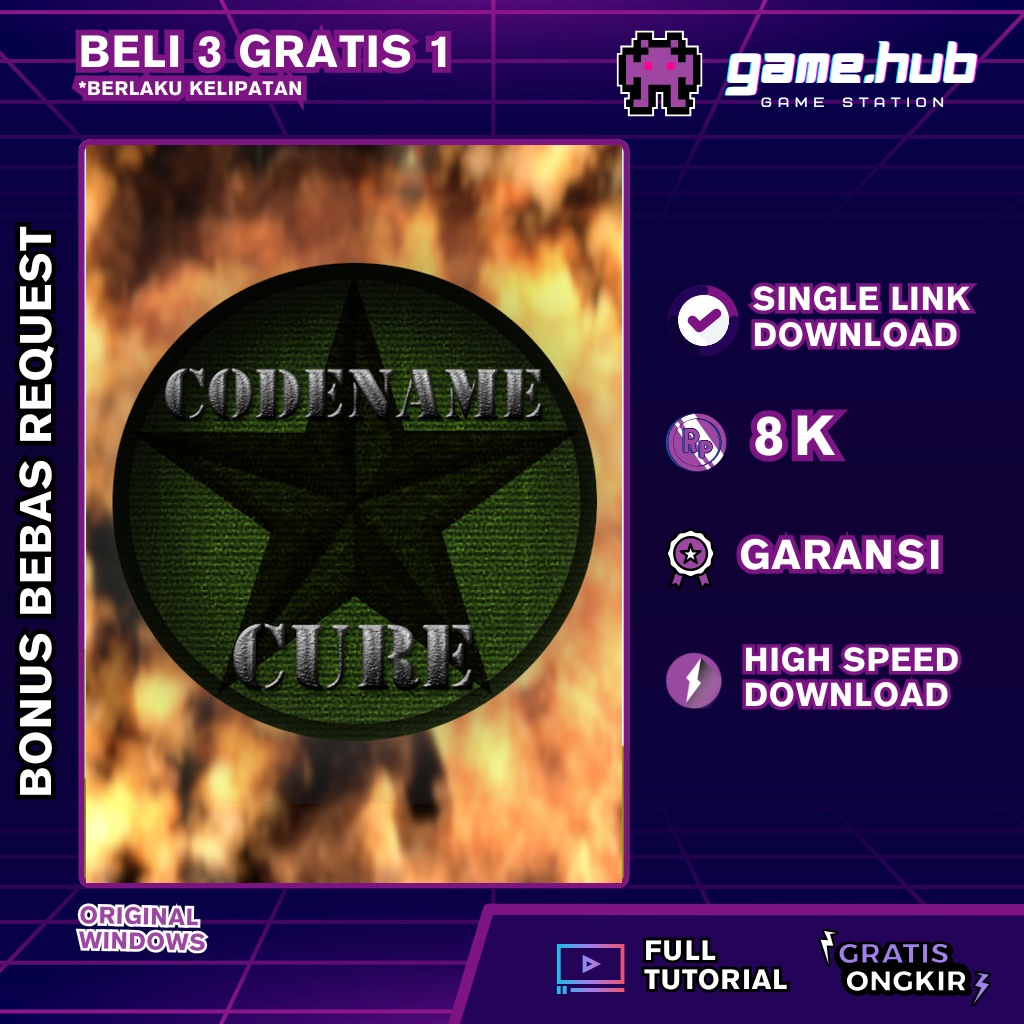 BELI 3 GRATIS 1
*BERLAKU KELIPATAN
game.hub
GAME STATION
BONUS BEBAS REQUEST
CODENAME
CURE
SINGLE LINK
DOWNLOAD
Rp
8K
GARANSI
HIGH SPEED
DOWNLOAD
ORIGINAL
WINDOWS
FULL
TUTORIAL
GRATIS
ONGKIR